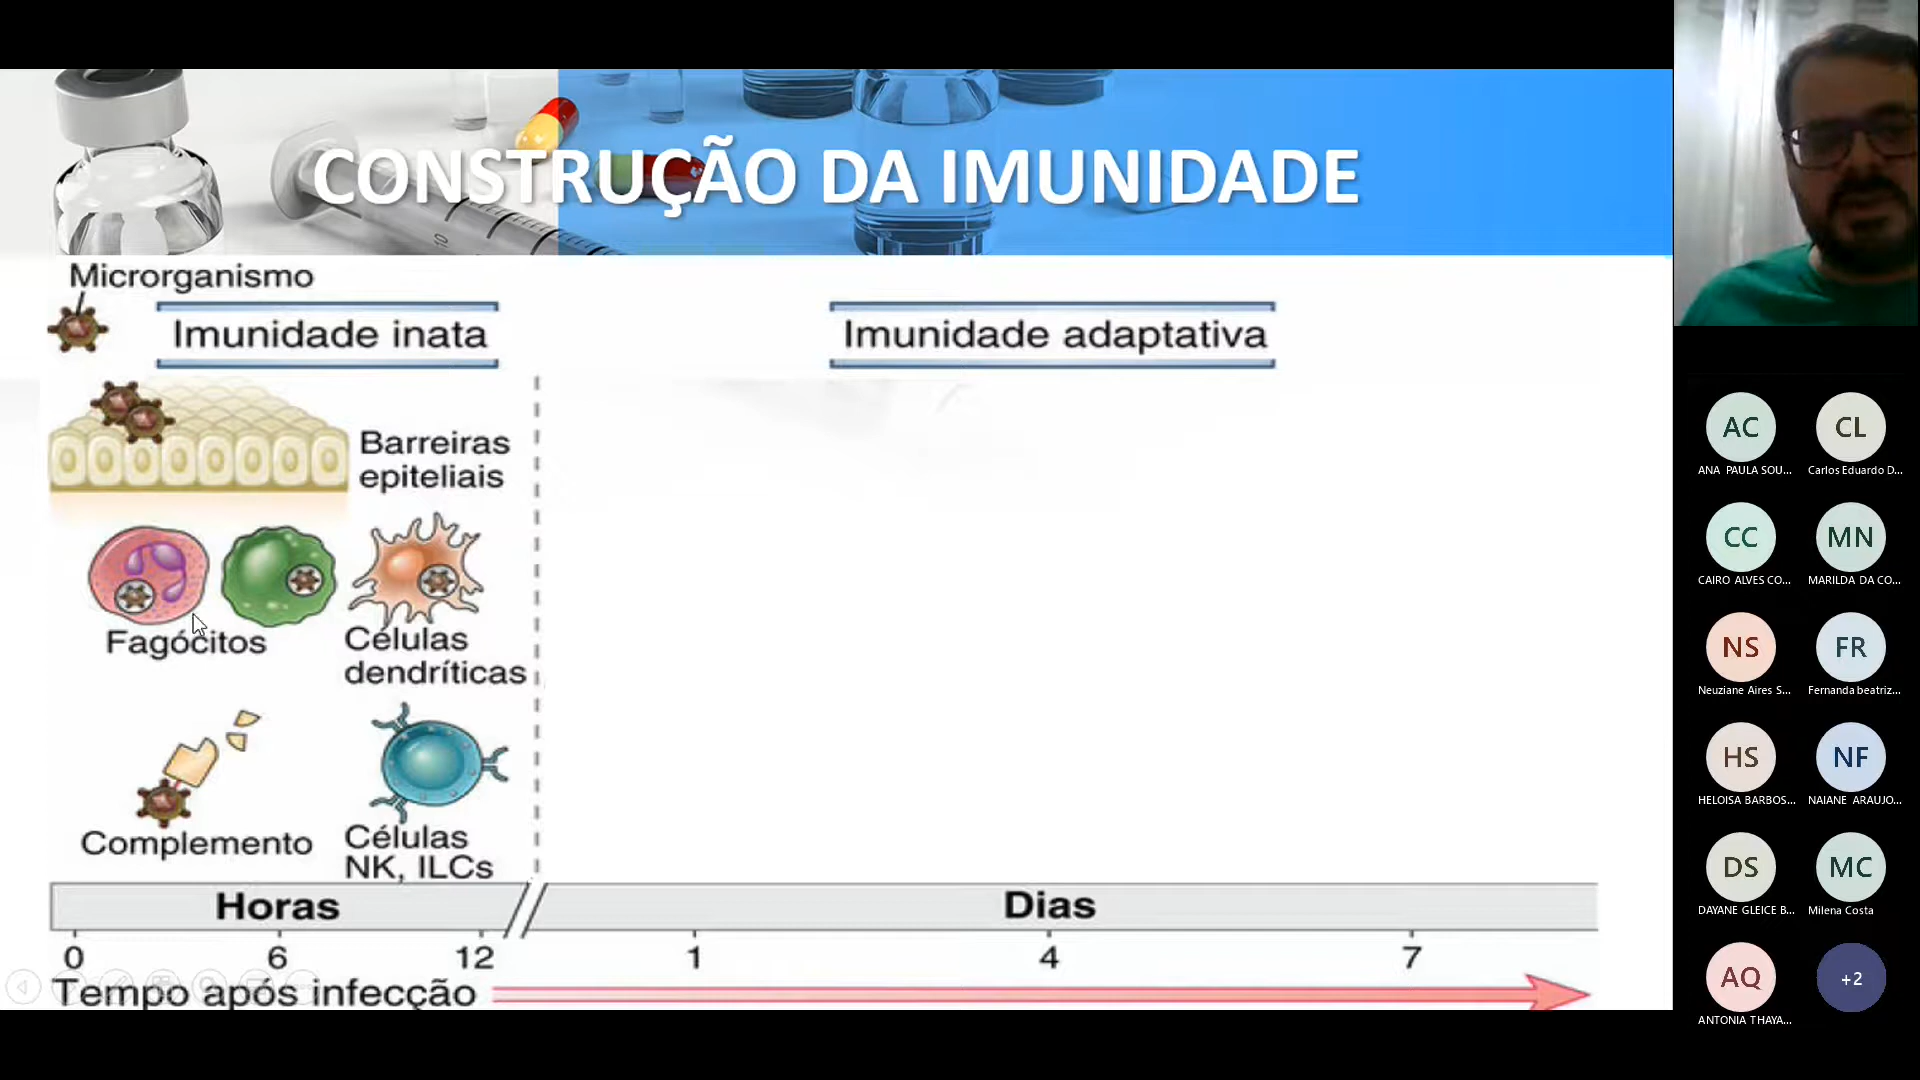 CONSTRUÇÃO DA IMUNIDADE
Microrganismo
Imunidade inata
Imunidade adaptativa
Barreiras
epiteliais
Fagócitos
Células
dendríticas
Complemento
Células
NK, ILCs
Horas
Dias
0 6 12 1 4 7
Tempo após infecção
10
AC
ANA PAULA SOU...
CL
Carlos Eduardo D...
CC
CAIRO ALVES CO...
MN
MARILDA DA CO...
NS
Neuziane Aires S...
FR
Fernanda beatriz...
HS
HELOISA BARBOS...
NF
NAIANE ARAUJO...
DS
DAYANE GLEICE B...
MC
Milena Costa
AQ
ANTONIA THAYA...
+2